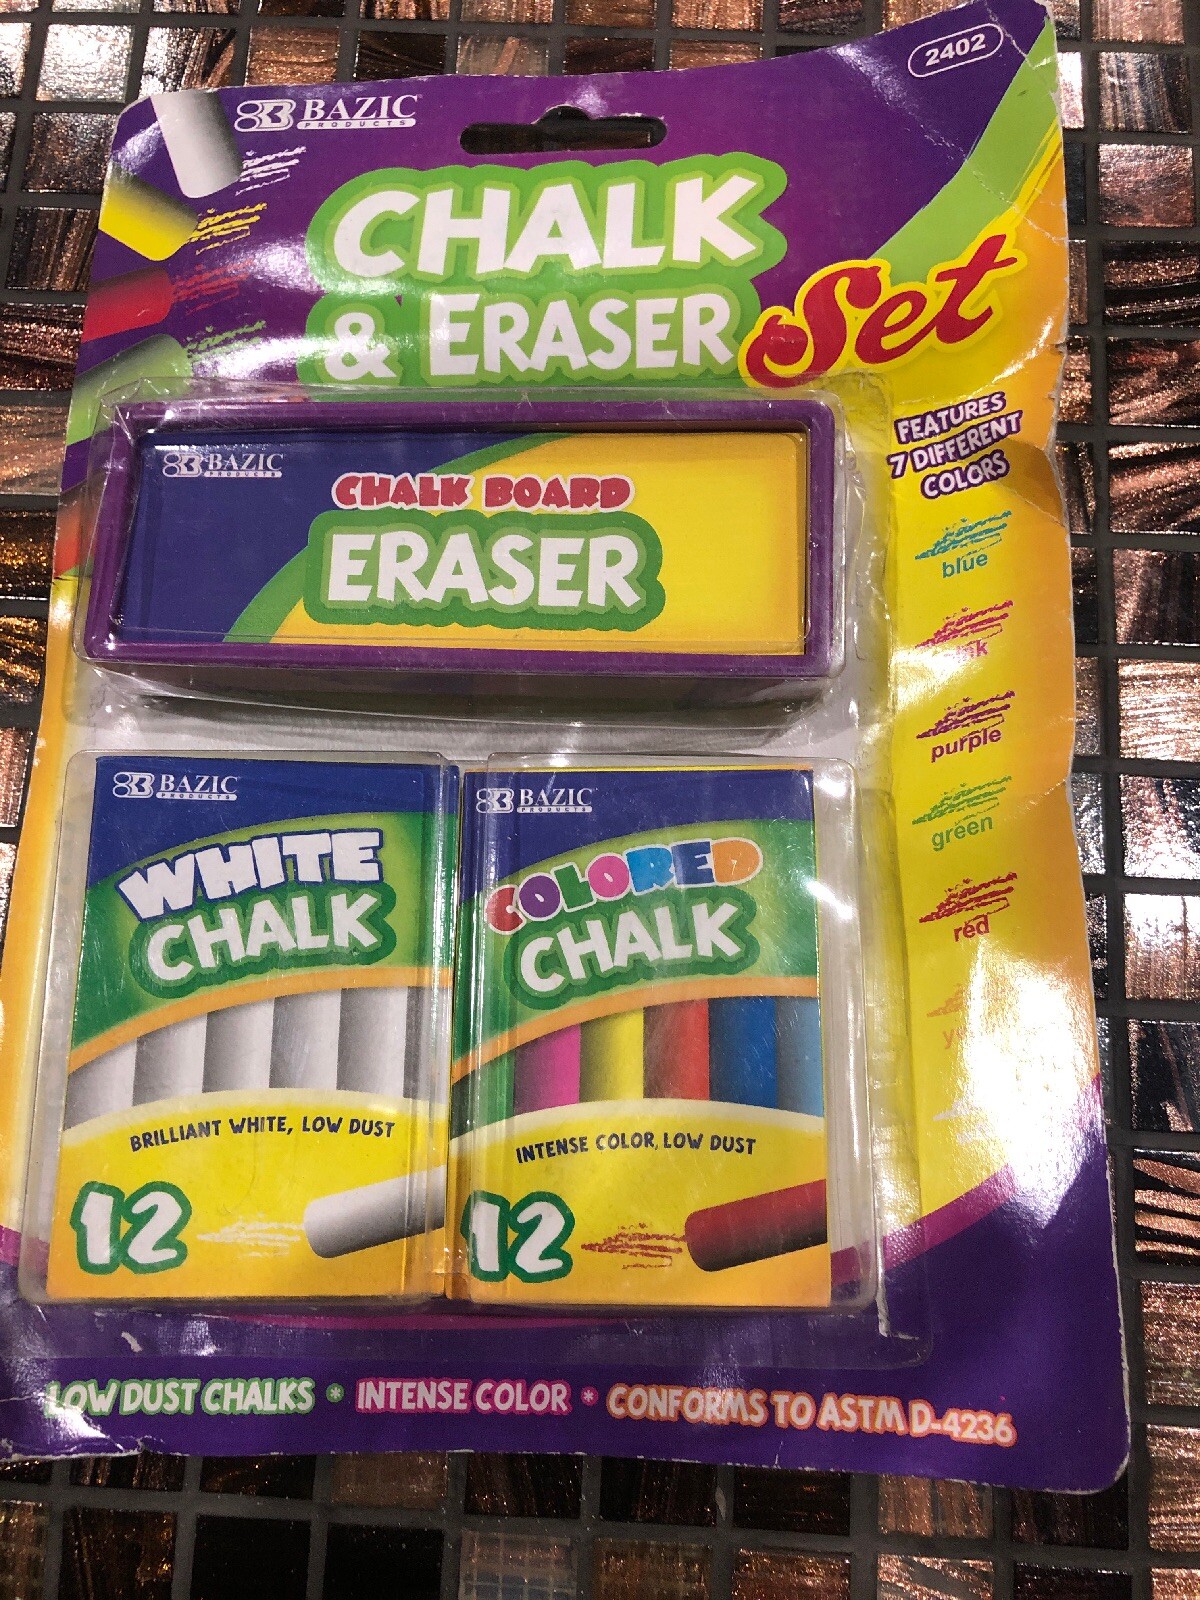 2402
BAZIC
PRODUCTS
CHALK
& ERASER
Set
FEATURES
7 DIFFERENT
COLORS
BAZIC
PRODUCTS
CHALK BOARD
ERASER
blue
purple
green
red
BAZIC
PRODUCTS
WHITE
CHALK
BRILLIANT WHITE, LOW DUST
12
BAZIC
PRODUCTS
COLORED
CHALK
INTENSE COLOR, LOW DUST
12
LOW DUST CHALKS * INTENSE COLOR * CONFORMS TO ASTM D-4236